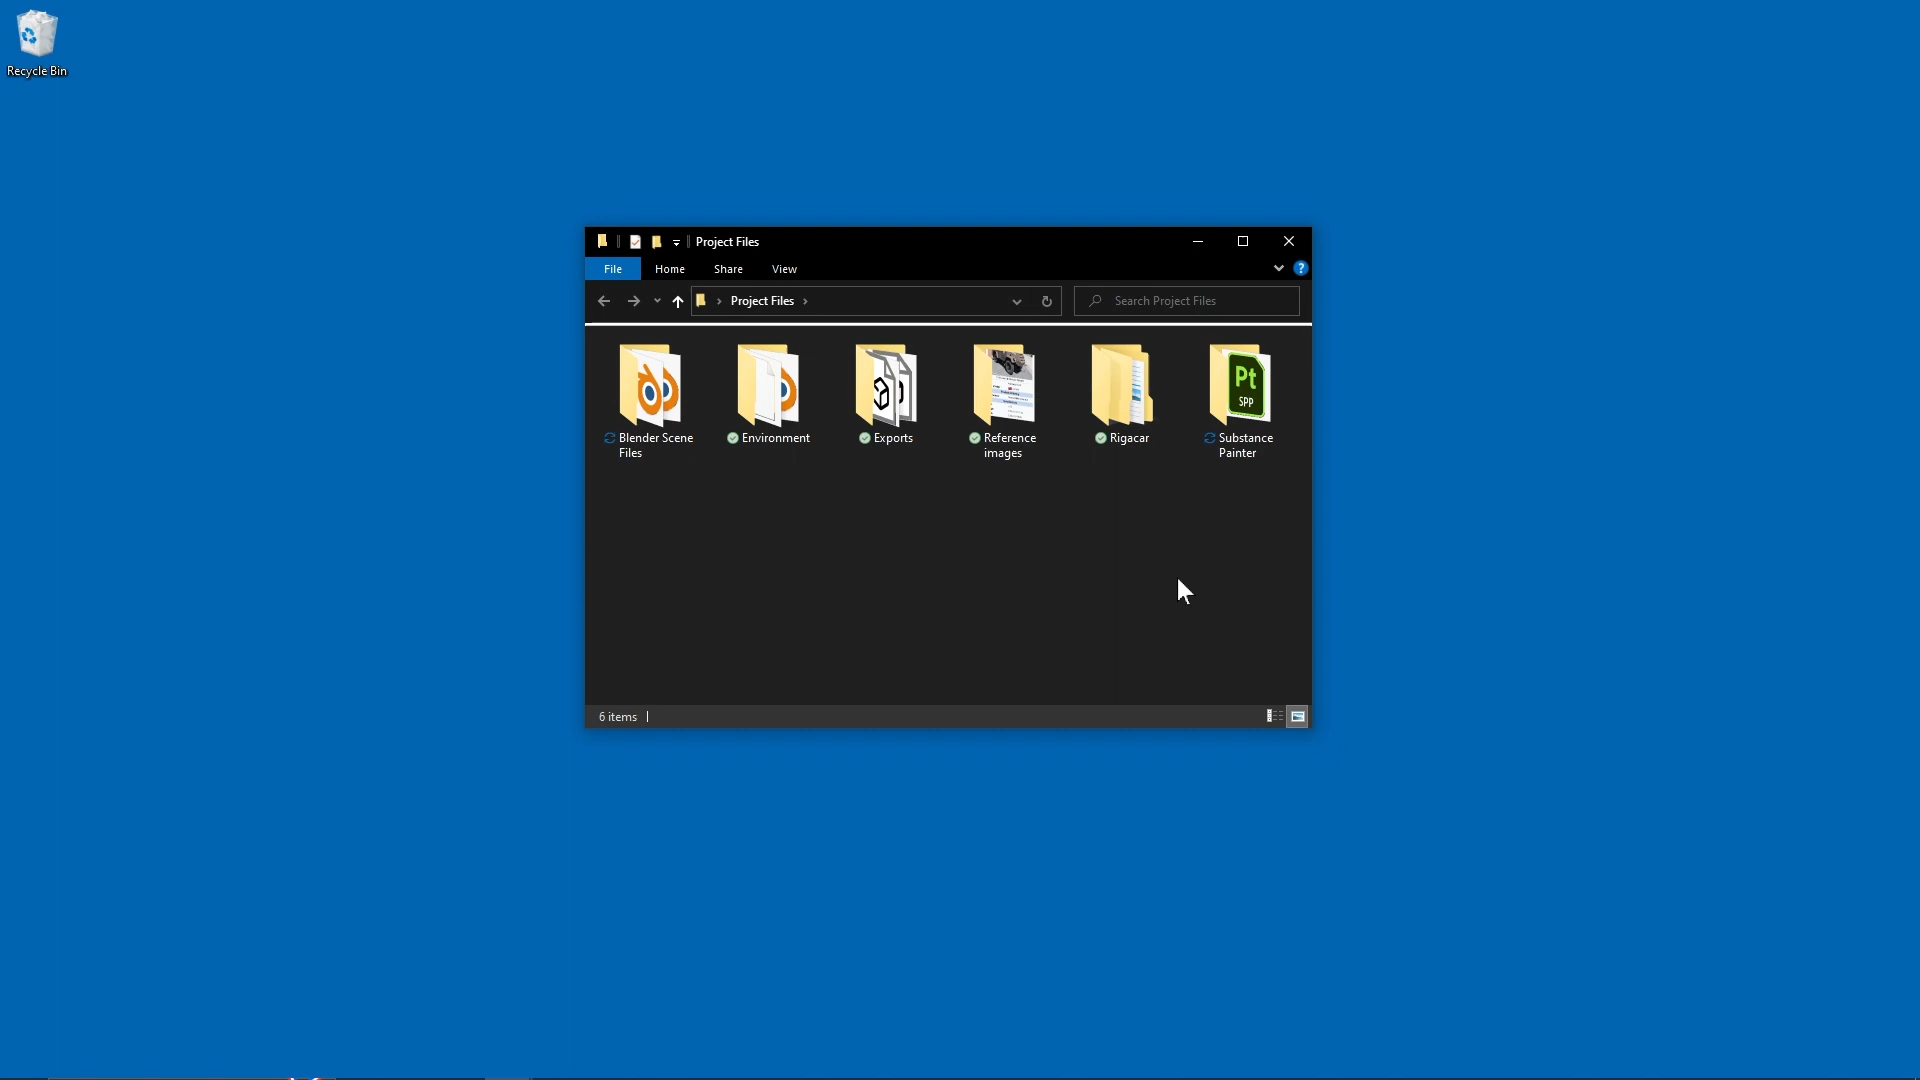 Recycle Bin
Project Files
File Home Share View
Project Files
Search Project Files
Pt
SPP
Blender Scene
Files
Environment
Exports
Reference
images
Rigacar
Substance
Painter
6 items